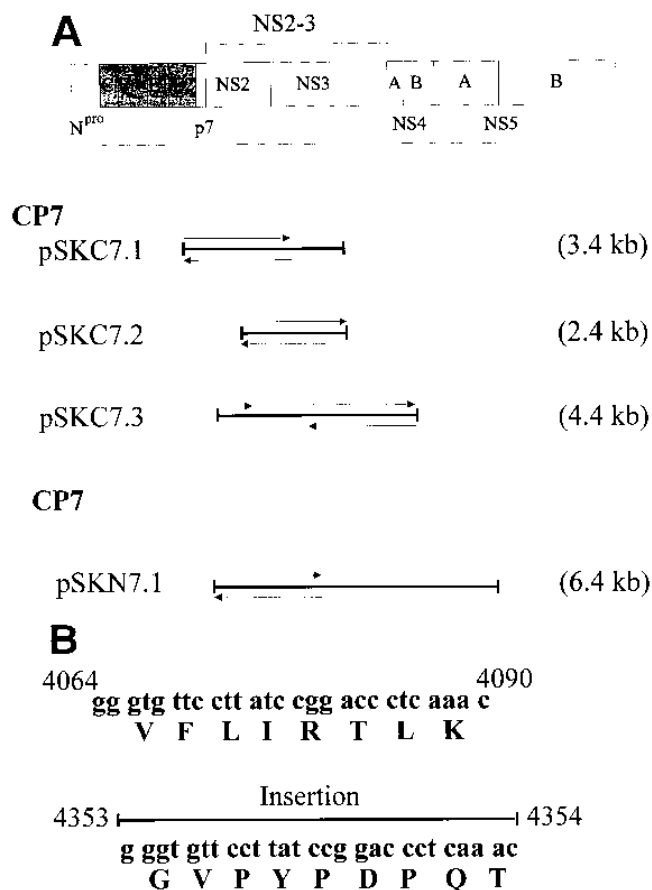 A
NS2-3
NS2 NS3 A B A B
N^pro p7 NS4 NS5
CP7
pSKC7.1 (3.4 kb)
pSKC7.2 (2.4 kb)
pSKC7.3 (4.4 kb)
CP7
pSKN7.1 (6.4 kb)
B
4064 4090
gg gtg ttc ctt atc cgg acc ctc aaa c
V F L I R T L K
Insertion
4353 4354
g ggt gtt cct tat ccg gac cct caa ac
G V P Y P D P Q T